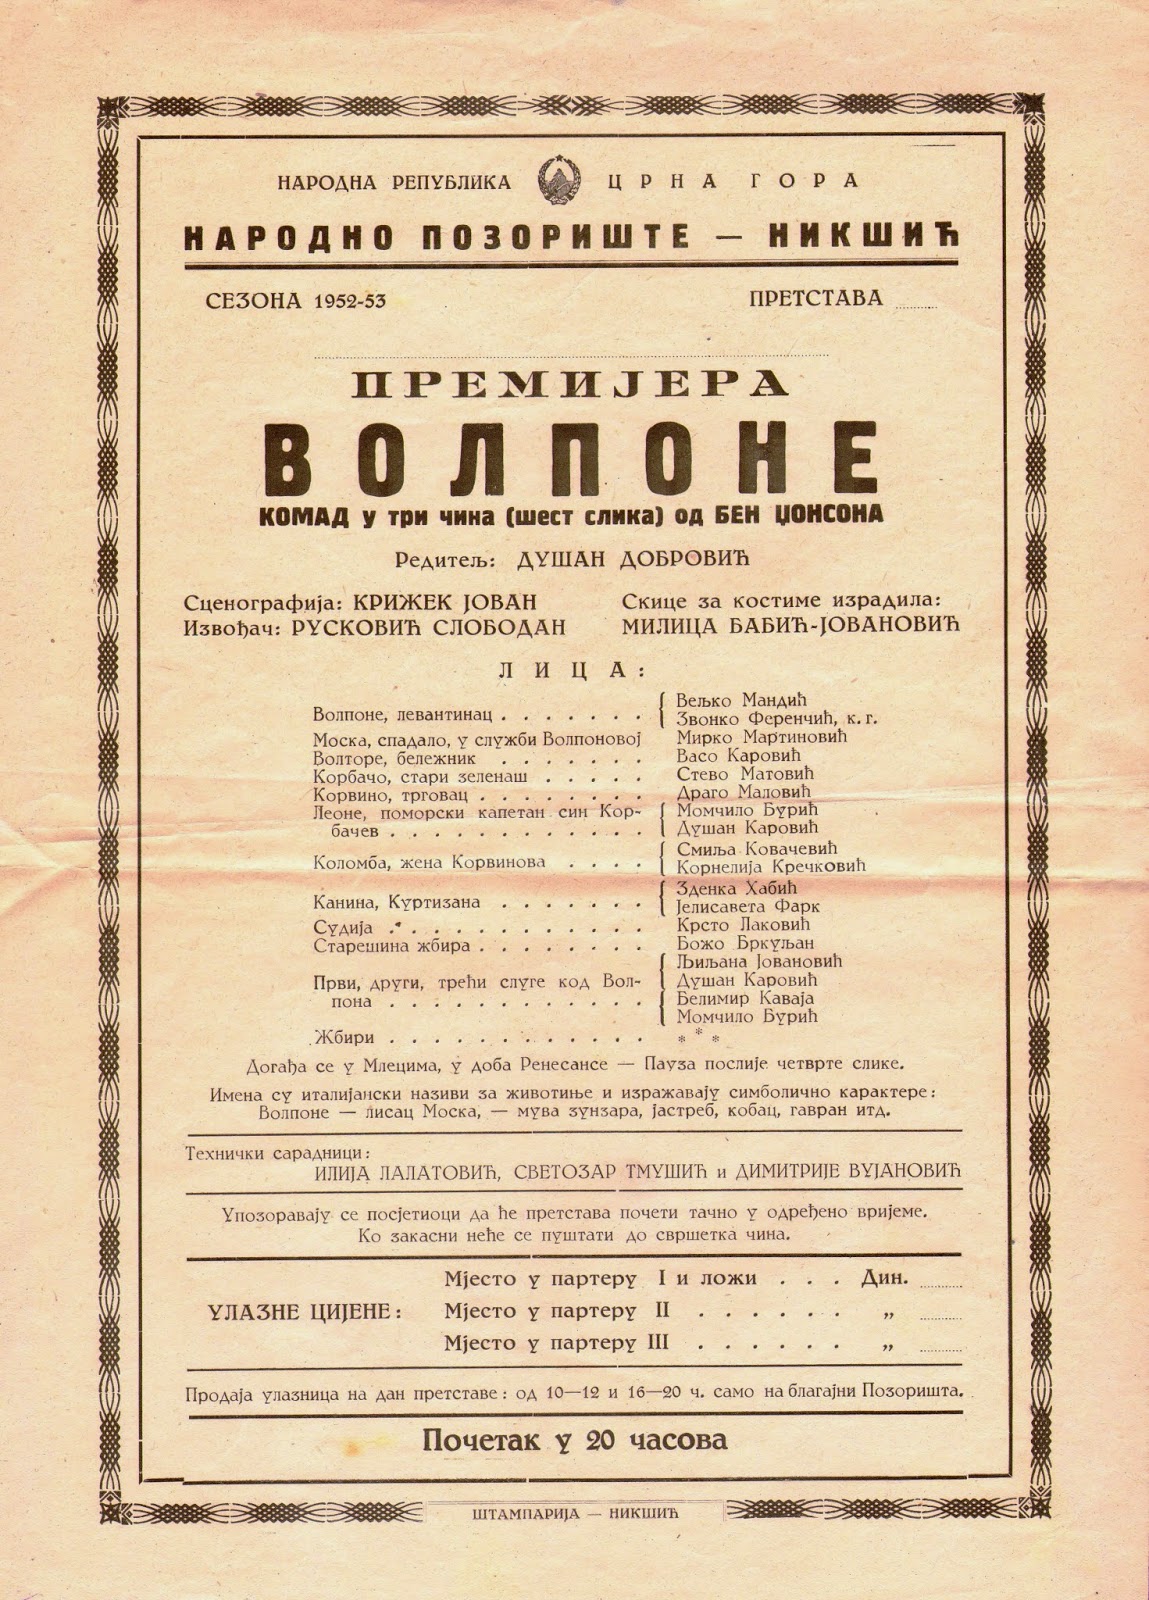 НАРОДНА РЕПУБЛИКА ЦРНА ГОРА
НАРОДНО ПОЗОРИШТЕ — НИКШИЋ
СЕЗОНА 1952-53 ПРЕТСТАВА ........
ПРЕМИЈЕРА
ВОЛПОНЕ
КОМАД у три чина (шест слика) од БЕН ЏОНСОНА
Редитељ: ДУШАН ДОБРОВИЋ
Сценографија: КРИЖЕК ЈОВАН
Извођач: РУСКОВИЋ СЛОБОДАН
Скице за костиме израдила:
МИЛИЦА БАБИЋ-ЈОВАНОВИЋ
ЛИЦА:
Волпоне, левантинац . . . . . . . Вељко Мандић
Звонко Ференчић, к. г.
Моска, спадало, у служби Волпоновој Мирко Мартиновић
Волторе, бележник . . . . . . . Васо Каровић
Корбачо, стари зеленаш . . . . . Стево Матовић
Корвино, трговац . . . . . . . . Драго Маловић
Леоне, поморски капетан син Кор- Момчило Бурић
бачев . . . . . . . . . . . . Душан Каровић
Коломба, жена Корвинова . . . . Смиља Ковачевић
Корнелија Кречковић
Канина, Куртизана . . . . . . . Зденка Хабић
Јелисавета Фарк
Судија . . . . . . . . . . . . Крсто Лаковић
Старешина жбира . . . . . . . . Божо Бркуљан
Љиљана Јовановић
Први, други, трећи слуге код Вол- Душан Каровић
пона . . . . . . . . . . . . Белимир Каваја
Момчило Бурић
Жбири . . . . . . . . . . . . * * *
Догађа се у Млецима, у доба Ренесансе — Пауза послије четврте слике.
Имена су италијански називи за животиње и изражавају симболично карактере:
Волпоне — лисац Моска, — мува зунзара, јастреб, кобац, гавран итд.
Технички сарадници:
ИЛИЈА ЛАЛАТОВИЋ, СВЕТОЗАР ТМУШИЋ и ДИМИТРИЈЕ ВУЈАНОВИЋ
Упозоравају се посјетиоци да ће претстава почети тачно у одређено вријеме.
Ко закасни неће се пуштати до свршетка чина.
УЛАЗНЕ ЦИЈЕНЕ:
Мјесто у партеру I и ложи . . . Дин. ........
Мјесто у партеру II . . . . . . „ ........
Мјесто у партеру III . . . . . . „ ........
Продаја улазница на дан претставе: од 10—12 и 16—20 ч. само на благајни Позоришта.
Почетак у 20 часова
ШТАМПАРИЈА — НИКШИЋ